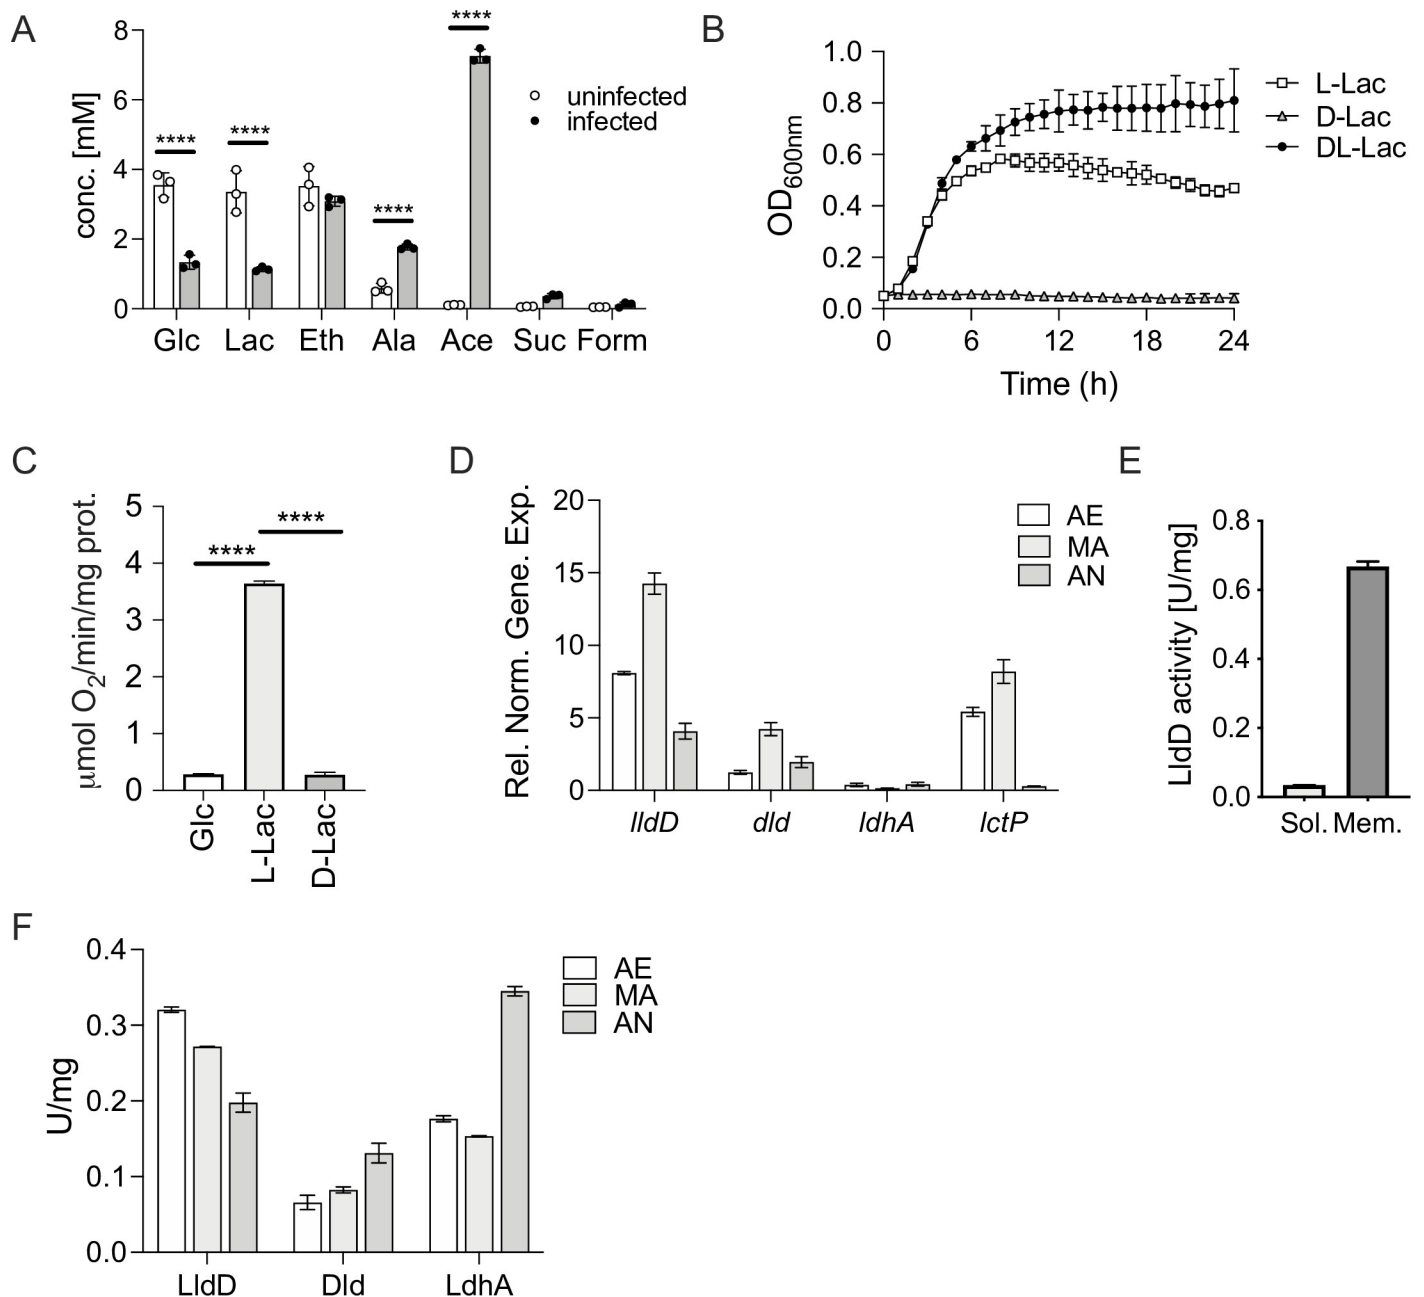 A
conc. [mM]
8
6
4
2
0
****
****
****
****
uninfected
infected
Glc Lac Eth Ala Ace Suc Form
B
OD600nm
1.0
0.8
0.6
0.4
0.2
0.0
0 6 12 18 24
Time (h)
L-Lac
D-Lac
DL-Lac
C
μmol O2/min/mg prot.
5
4
3
2
1
0
****
****
Glc
L-Lac
D-Lac
D
Rel. Norm. Gene. Exp.
20
15
10
5
0
AE
MA
AN
lldD dld ldhA lctP
E
LldD activity [U/mg]
0.8
0.6
0.4
0.2
0.0
Sol. Mem.
F
U/mg
0.4
0.3
0.2
0.1
0.0
AE
MA
AN
LldD Dld LdhA